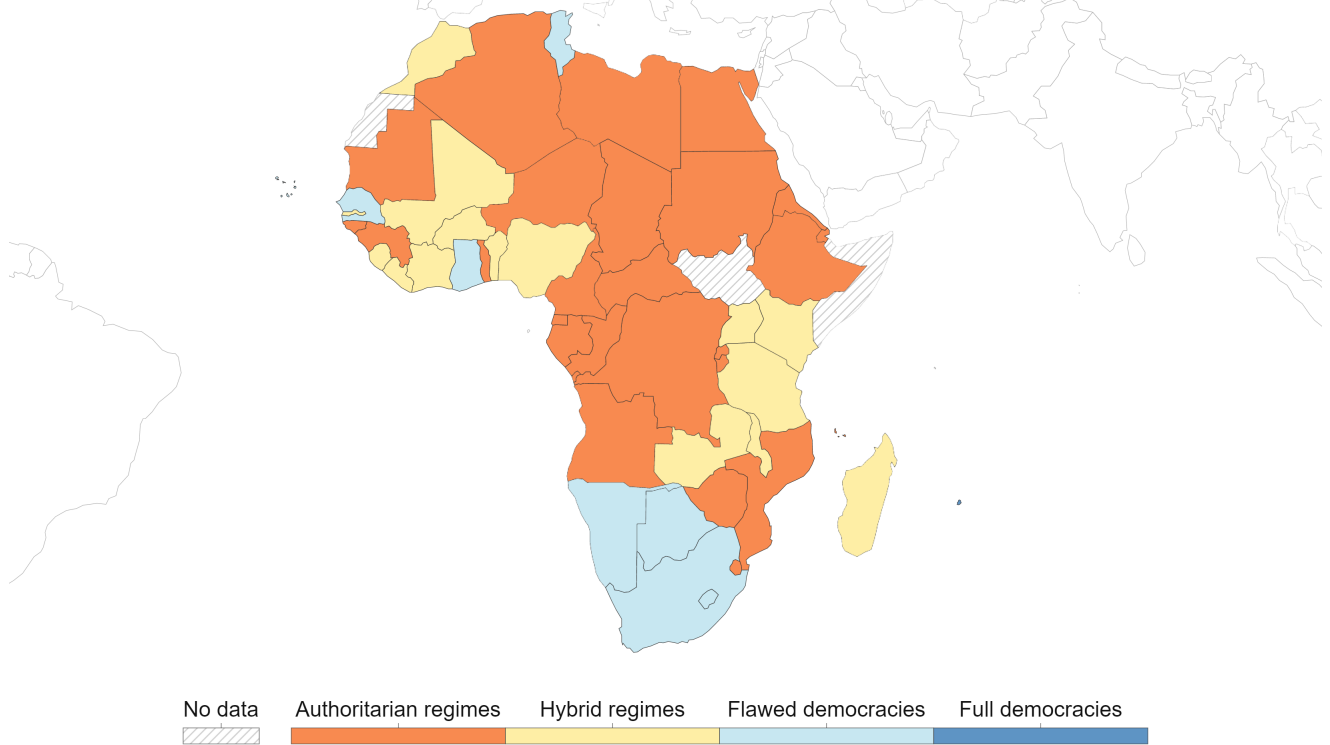 No data
Authoritarian regimes
Hybrid regimes
Flawed democracies
Full democracies